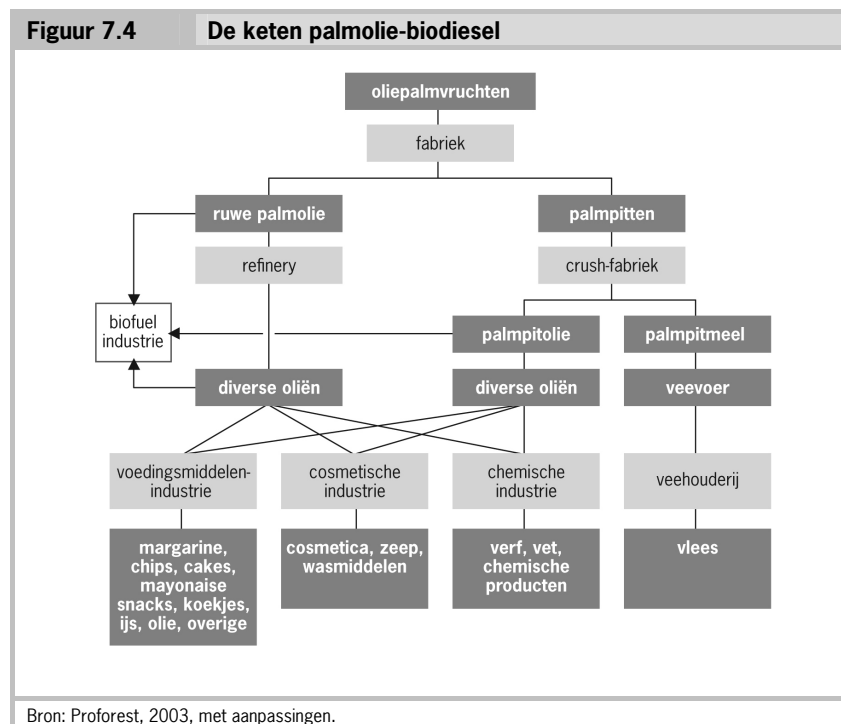 Figuur 7.4 De keten palmolie-biodiesel
oliepalmvruchten
fabriek
ruwe palmolie
palmpitten
refinery
crush-fabriek
biofuel
industrie
palmpitolie
palmpitmeel
diverse oliën
diverse oliën
veevoer
voedingsmiddelen-
industrie
cosmetische
industrie
chemische
industrie
veehouderij
margarine,
chips, cakes,
mayonaise
snacks, koekjes,
ijs, olie, overige
cosmetica, zeep,
wasmiddelen
verf, vet,
chemische
producten
vlees
Bron: Proforest, 2003, met aanpassingen.